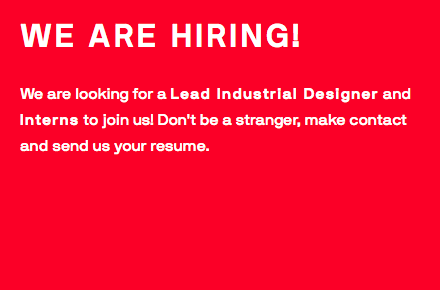 WE ARE HIRING!
We are looking for a Lead Industrial Designer and
Interns to join us! Don't be a stranger, make contact
and send us your resume.